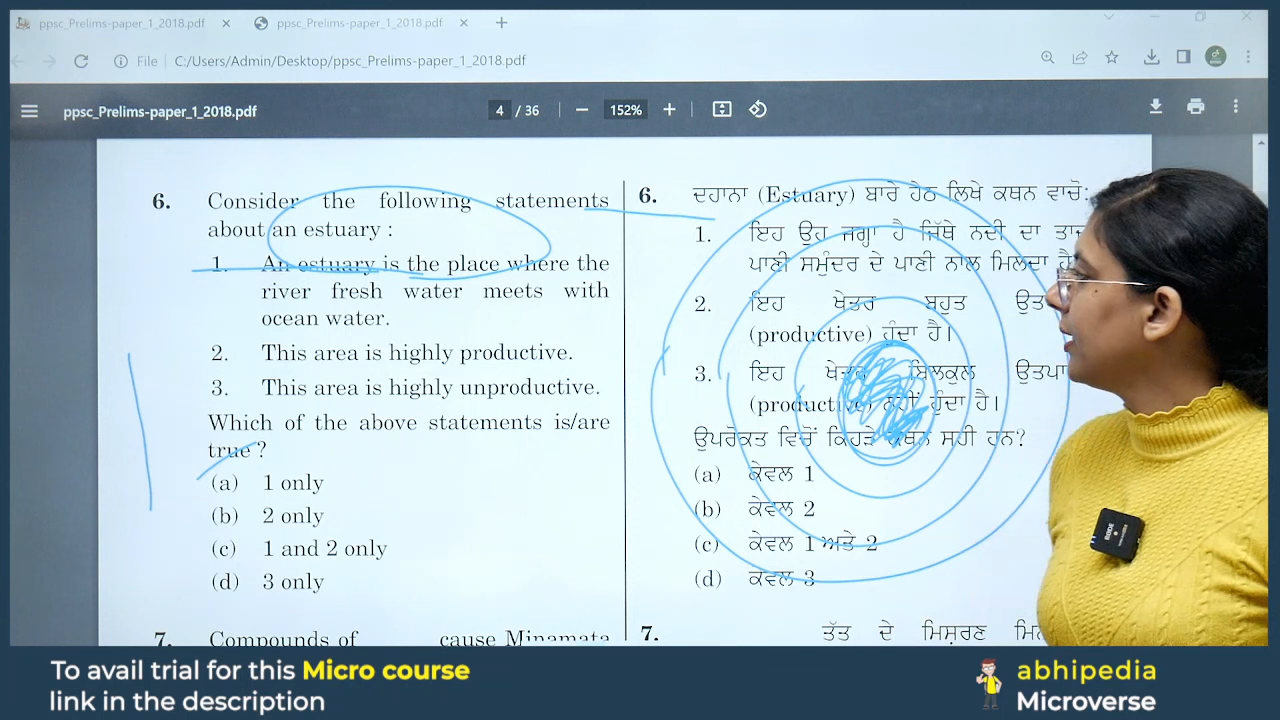 ppsc_Prelims-paper_1_2018.pdf
ppsc_Prelims-paper_1_2018.pdf
File
C:/Users/Admin/Desktop/ppsc_Prelims-paper_1_2018.pdf
ppsc_Prelims-paper_1_2018.pdf
4 / 36
152%
6. Consider the following statements
about an estuary :
1. An estuary is the place where the
river fresh water meets with
ocean water.
2. This area is highly productive.
3. This area is highly unproductive.
Which of the above statements is/are
true ?
(a) 1 only
(b) 2 only
(c) 1 and 2 only
(d) 3 only
7. Compounds of cause Minamata
6. ਦਹਾਨਾ (Estuary) ਬਾਰੇ ਹੇਠ ਲਿਖੇ ਕਥਨ ਵਾਚੋ:
1. ਇਹ ਉਹ ਜਗ੍ਹਾ ਹੈ ਜਿੱਥੇ ਨਦੀ ਦਾ
ਪਾਣੀ ਸਮੁੰਦਰ ਦੇ ਪਾਣੀ ਨਾਲ ਮਿਲਦਾ ਹੈ
2. ਇਹ ਖੇਤਰ ਬਹੁਤ
(productive) ਹੁੰਦਾ ਹੈ।
3. ਇਹ ਖੇਤਰ ਬਿਲਕੁਲ
(productive) ਨਹੀਂ ਹੁੰਦਾ ਹੈ।
ਉਪਰੋਕਤ ਵਿਚੋਂ ਕਿਹੜੇ ਕਥਨ ਸਹੀ ਹਨ?
(a) ਕੇਵਲ 1
(b) ਕੇਵਲ 2
(c) ਕੇਵਲ 1 ਅਤੇ 2
(d) ਕੇਵਲ 3
7. ਤੱਤ ਦੇ ਮਿਸ਼ਰਣ
To avail trial for this Micro course
link in the description
abhipedia
Microverse